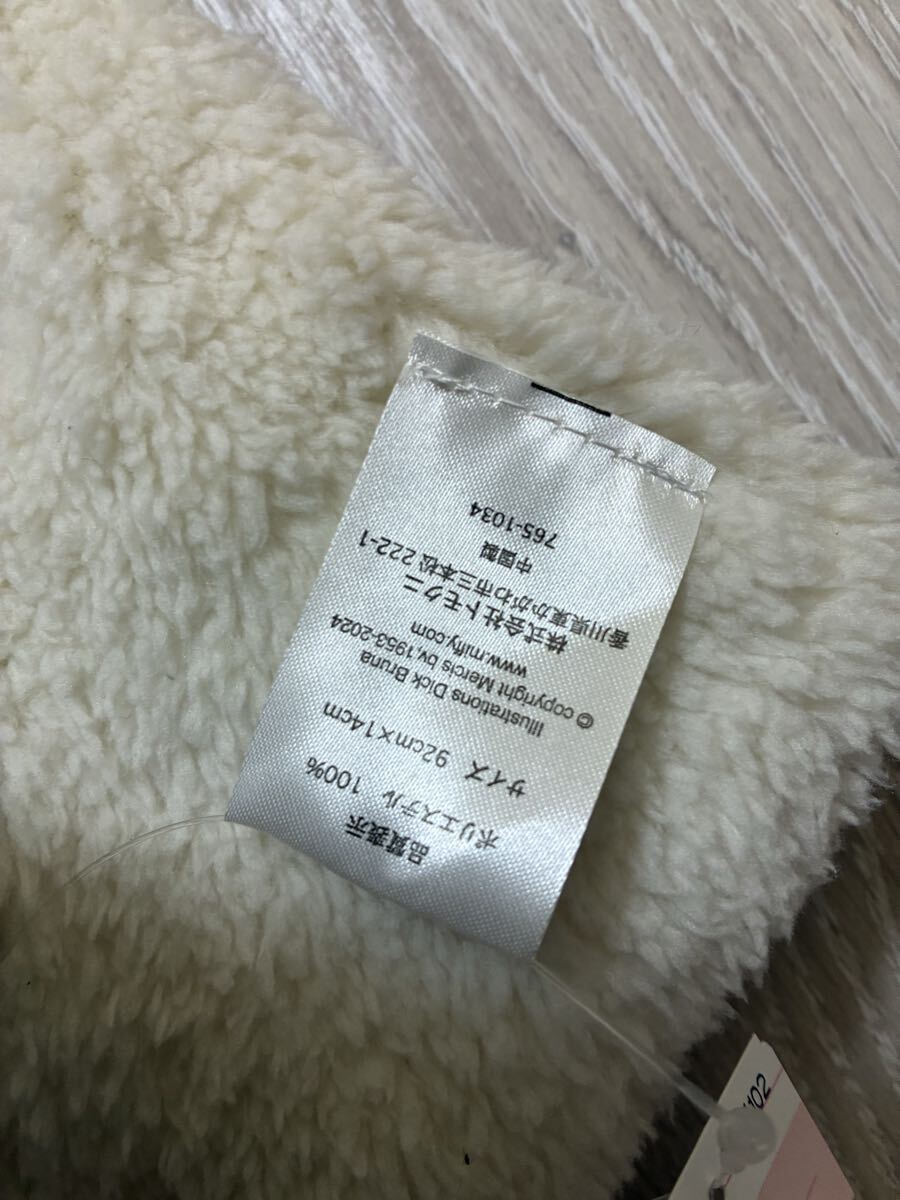 品質表示
ポリエステル 100%
サイズ 92cm×14cm
Illustrations Dick Bruna
© copyright Mercis bv,1953-2024
www.miffy.com
株式会社トモクニ
香川県東かがわ市三本松 222-1
中国製
765-1034